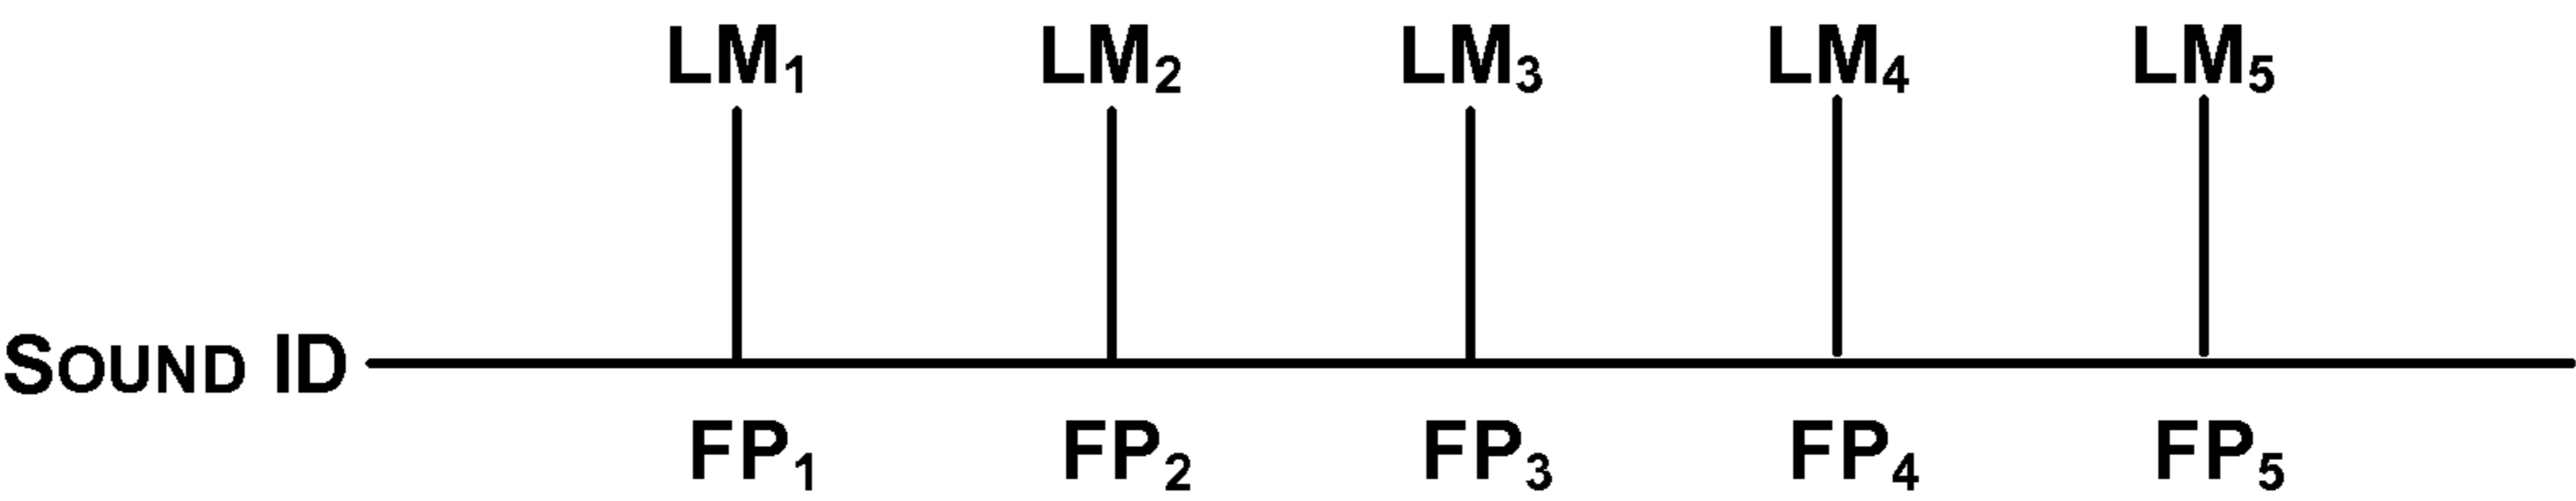 LM₁ LM₂ LM₃ LM₄ LM₅
SOUND ID
FP₁ FP₂ FP₃ FP₄ FP₅